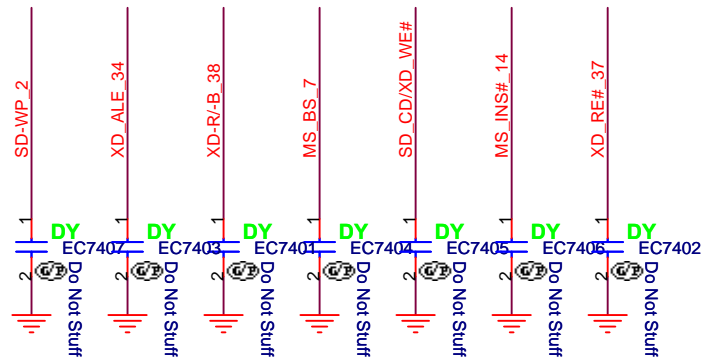 SD-WP_2
XD_ALE_34
XD-R/-B_38
MS_BS_7
SD_CD/XD_WE#
MS_INS#_14
XD_RE#_37
1 1 1 1 1 1 1
DY DY DY DY DY DY DY
EC7407 EC7403 EC7401 EC7404 EC7405 EC7406 EC7402
2 2 2 2 2 2 2
G/P G/P G/P G/P G/P G/P G/P
Do Not Stuff
Do Not Stuff
Do Not Stuff
Do Not Stuff
Do Not Stuff
Do Not Stuff
Do Not Stuff